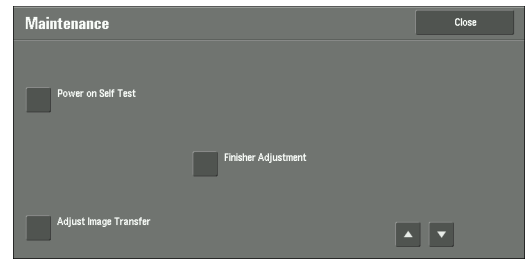 Maintenance
Close
Power on Self Test
Finisher Adjustment
Adjust Image Transfer